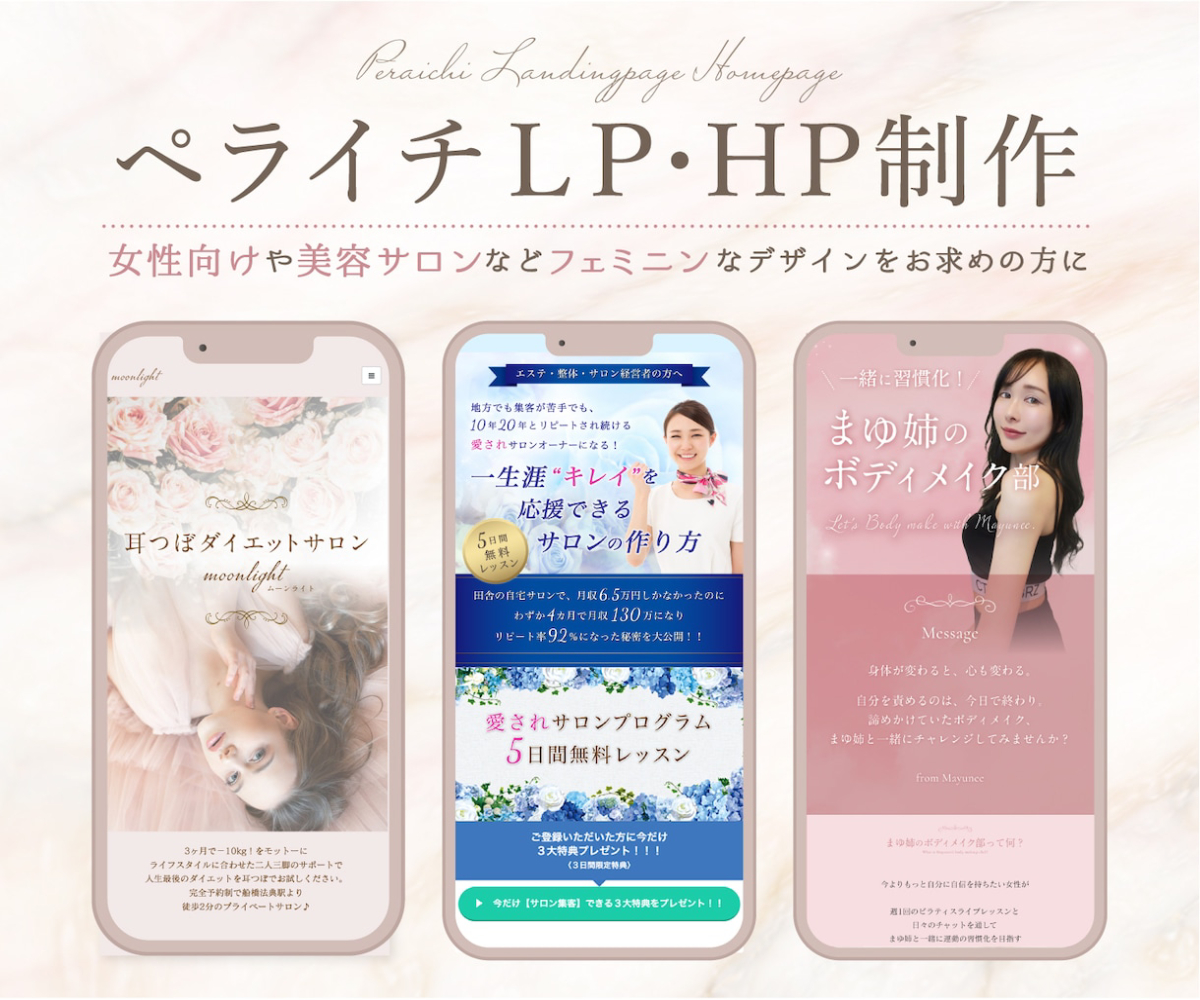 Peraichi Landingpage Homepage
ペライチLP・HP制作
女性向けや美容サロンなどフェミニンなデザインをお求めの方に
moonlight
耳つぼダイエットサロン
moonlight
ムーンライト
3ヶ月で−10kg！をモットーに
ライフスタイルに合わせた二人三脚のサポートで
人生最後のダイエットを耳つぼでお試しください。
完全予約制で船橋法典駅より
徒歩2分のプライベートサロン♪
エステ・整体・サロン経営者の方へ
地方でも集客が苦手でも、
10年20年とリピートされ続ける
愛されサロンオーナーになる！
一生涯“キレイ”を
応援できる
サロンの作り方
5日間
無料
レッスン
田舎の自宅サロンで、月収6.5万円しかなかったのに
わずか4カ月で月収130万になり
リピート率92％になった秘密を大公開！！
愛されサロンプログラム
5日間無料レッスン
ご登録いただいた方に今だけ
3大特典プレゼント！！！
（3日間限定特典）
▶ 今だけ【サロン集客】できる3大特典をプレゼント！！
＼一緒に習慣化！／
まゆ姉の
ボディメイク部
Let's Body make with Mayunee.
Message
身体が変わると、心も変わる。
自分を責めるのは、今日で終わり。
諦めかけていたボディメイク、
まゆ姉と一緒にチャレンジしてみませんか？
from Mayunee
まゆ姉のボディメイク部って何？
今よりもっと自分に自信を持ちたい女性が
週1回のピラティスライブレッスンと
日々のチャットを通して
まゆ姉と一緒に運動の習慣化を目指す